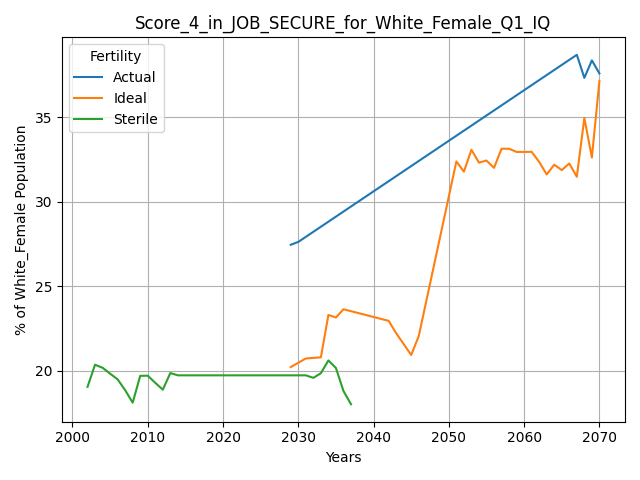 Score_4_in_JOB_SECURE_for_White_Female_Q1_IQ
Fertility
Actual
Ideal
Sterile
% of White_Female Population
35
30
25
20
2000 2010 2020 2030 2040 2050 2060 2070
Years